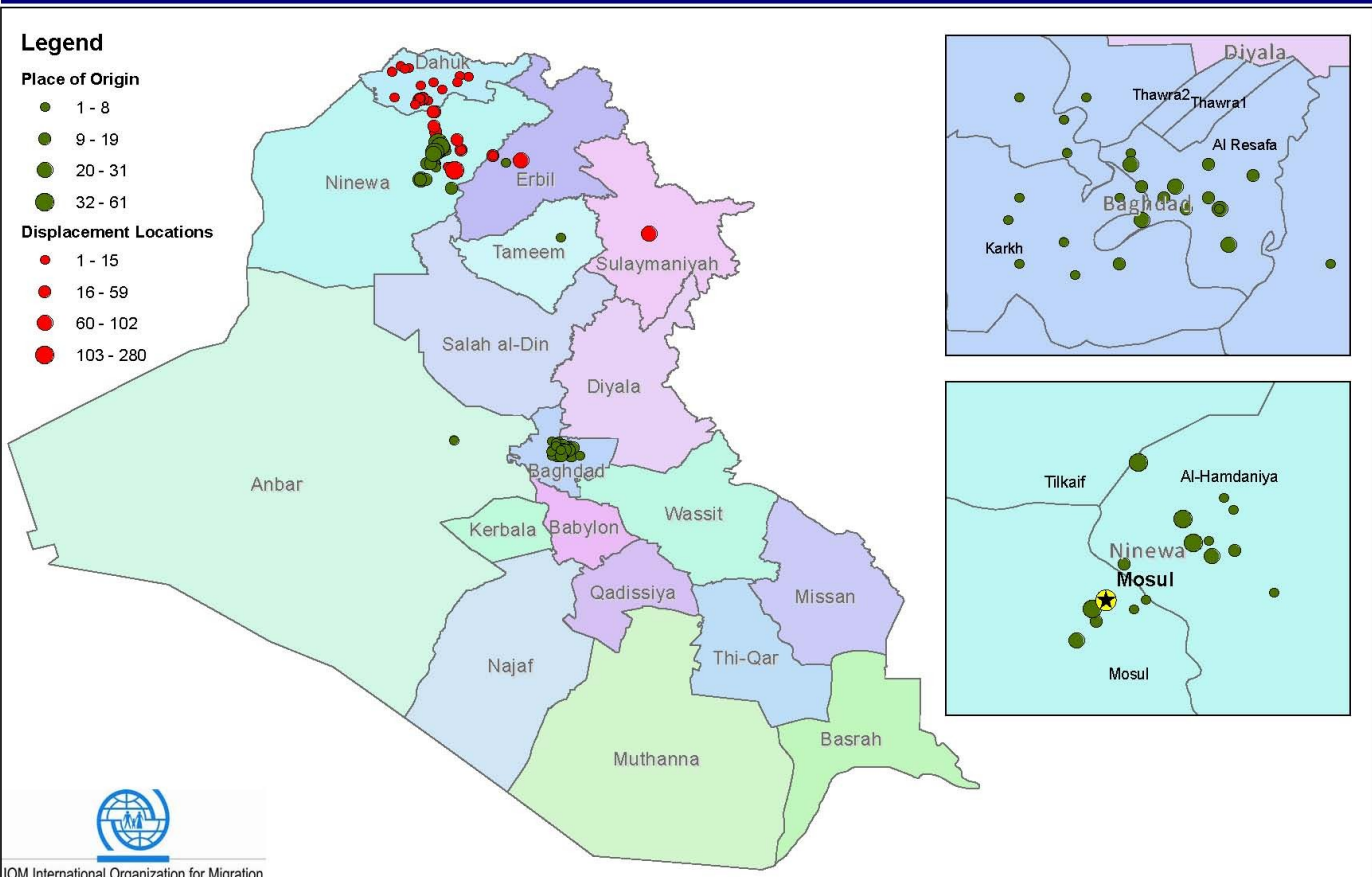 Legend
Place of Origin
1 - 8
9 - 19
20 - 31
32 - 61
Displacement Locations
1 - 15
16 - 59
60 - 102
103 - 280
Dahuk
Ninewa
Erbil
Tameem
Sulaymaniyah
Salah al-Din
Diyala
Baghdad
Anbar
Wassit
Kerbala
Babylon
Qadissiya
Missan
Najaf
Thi-Qar
Basrah
Muthanna
Diyala
Thawra2
Thawra1
Al Resafa
Baghdad
Karkh
Tilkaif
Al-Hamdaniya
Ninewa
Mosul
Mosul
IOM International Organization for Migration